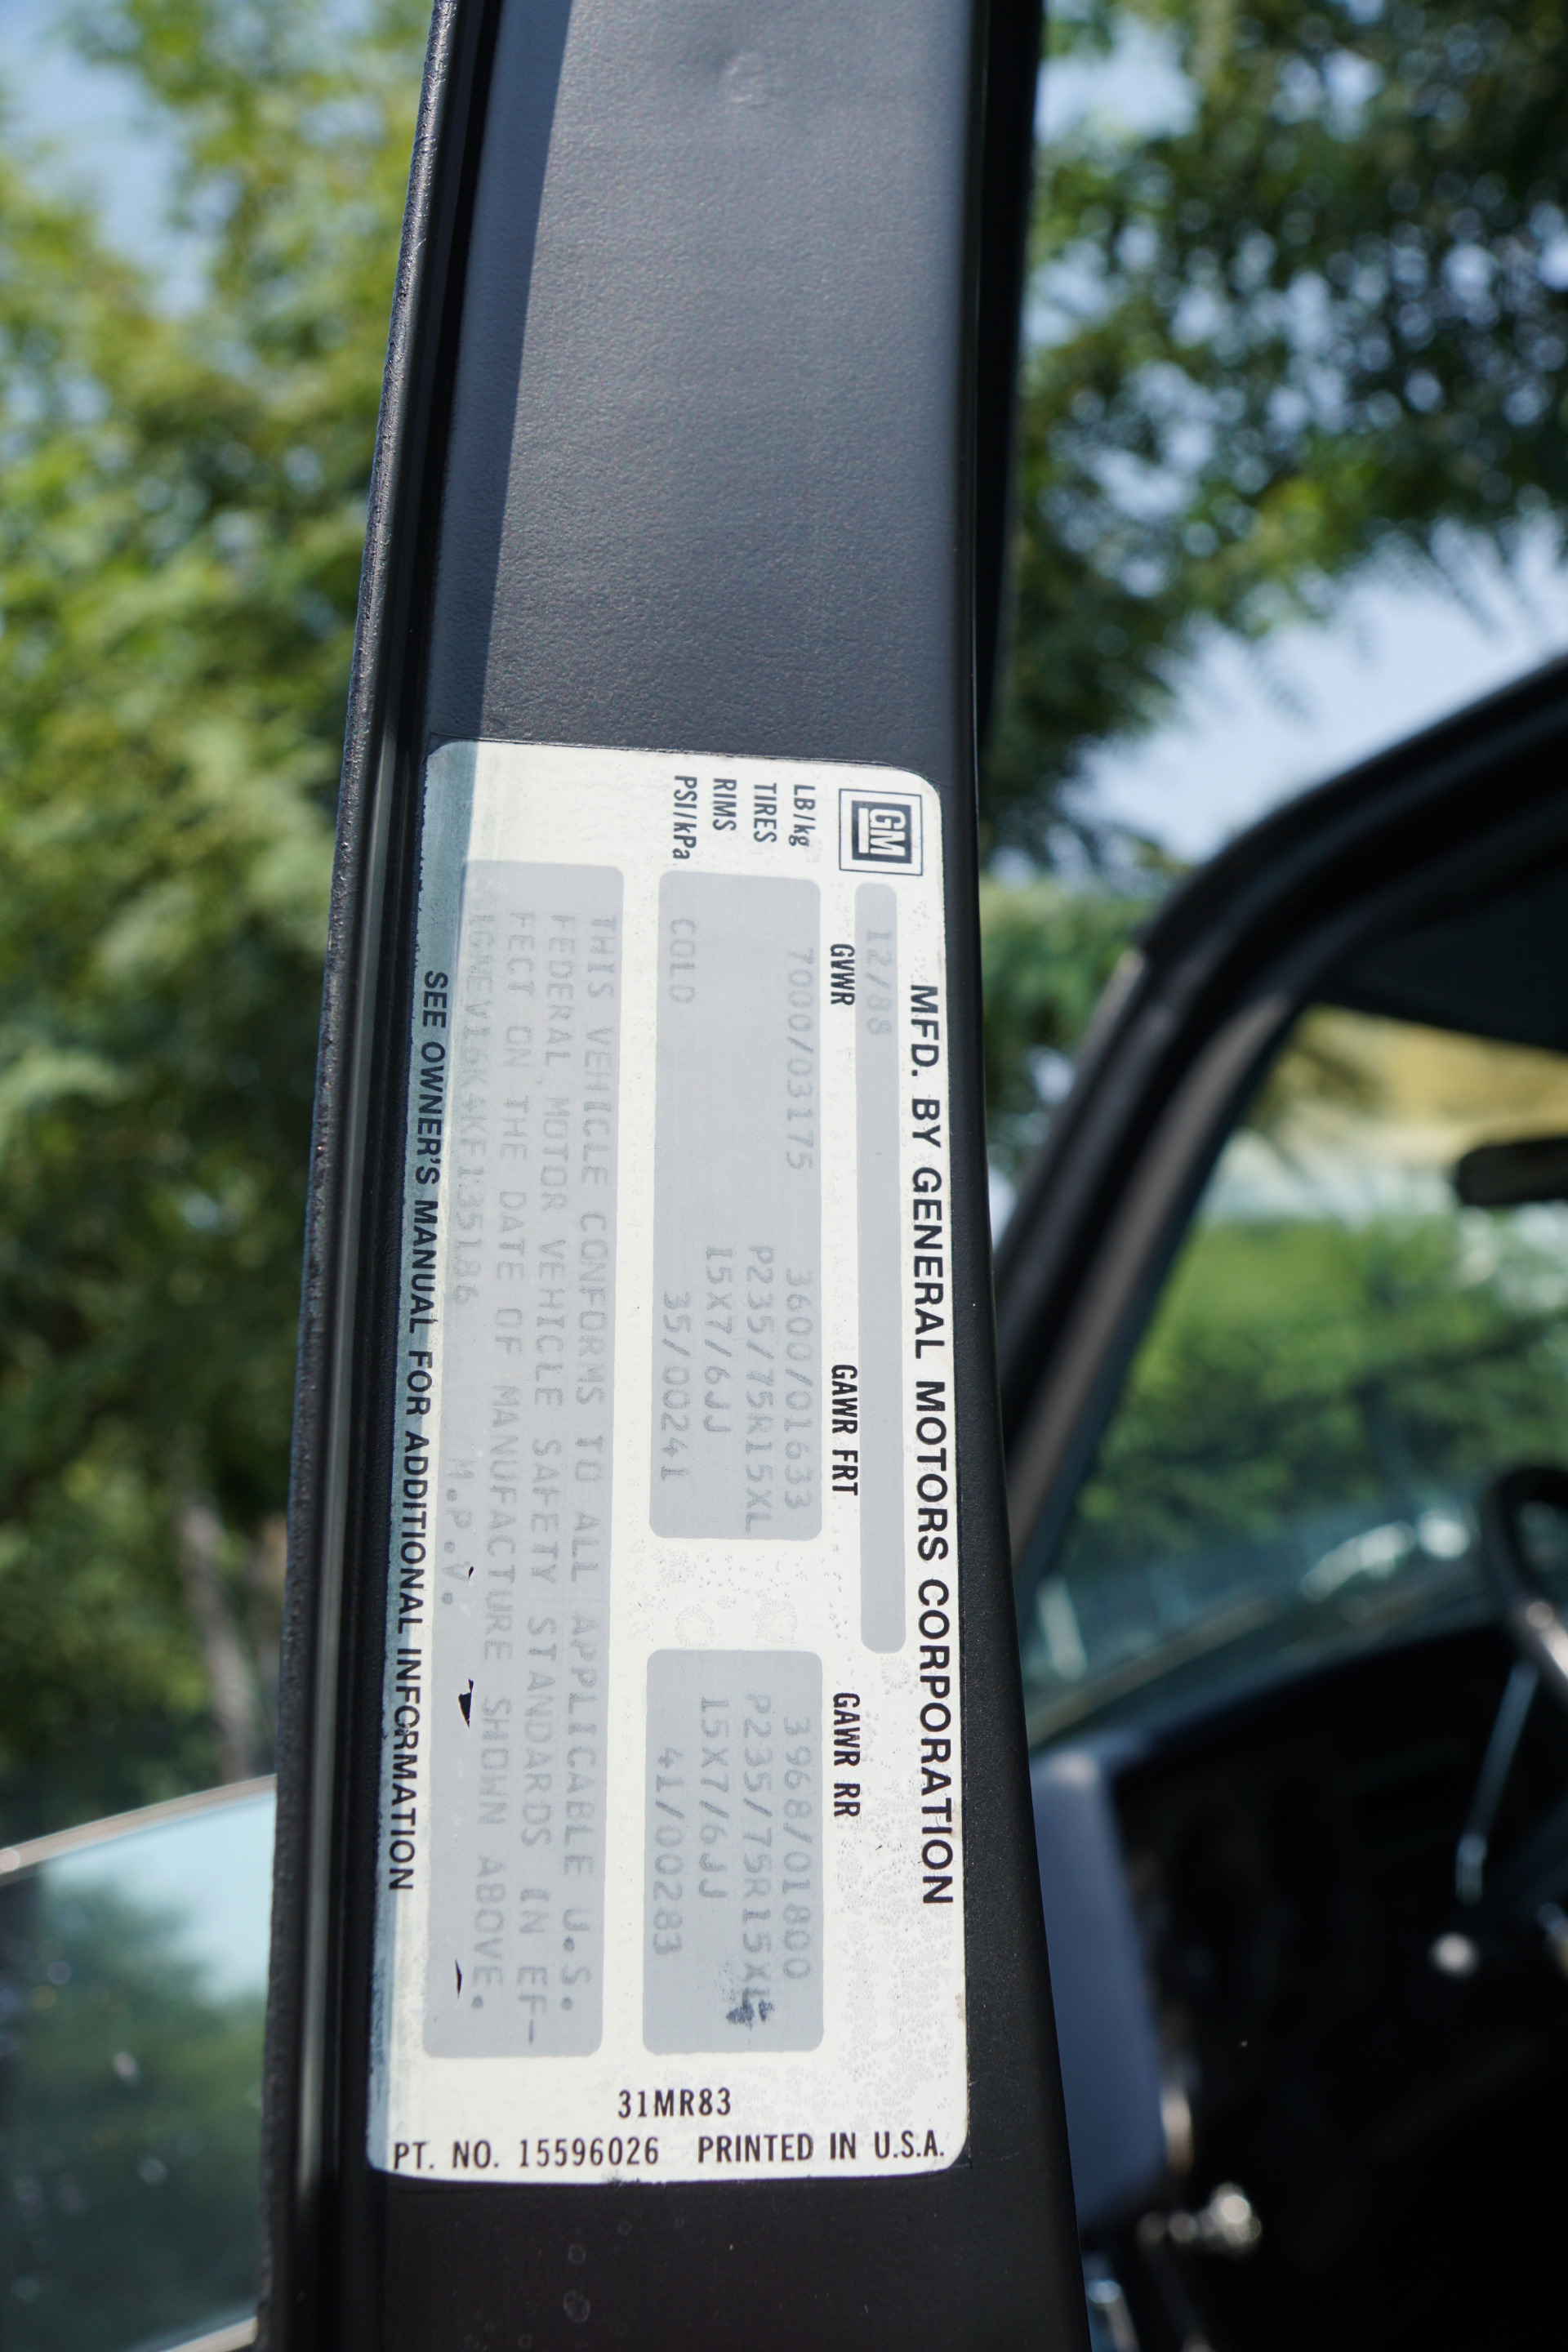 GM
MFD. BY GENERAL MOTORS CORPORATION
12/88
GVWR GAWR FRT GAWR RR
LB/kg 7000/03175 3600/01633 3968/01800
TIRES P235/75R15XL P235/75R15XL
RIMS 15X7/6JJ 15X7/6JJ
PSI/kPa COLD 35/00241 41/00283
THIS VEHICLE CONFORMS TO ALL APPLICABLE U.S.
FEDERAL MOTOR VEHICLE SAFETY STANDARDS IN EF-
FECT ON THE DATE OF MANUFACTURE SHOWN ABOVE.
1GNEV16K4KF135186 M.P.V.
SEE OWNER'S MANUAL FOR ADDITIONAL INFORMATION
31MR83
PT. NO. 15596026 PRINTED IN U.S.A.